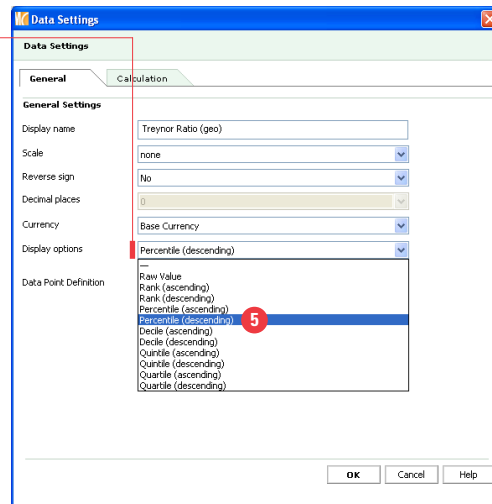 Data Settings
Data Settings
General
Calculation
General Settings
Display name
Treynor Ratio (geo)
Scale
none
Reverse sign
No
Decimal places
0
Currency
Base Currency
Display options
Percentile (descending)
Data Point Definition
—
Raw Value
Rank (ascending)
Rank (descending)
Percentile (ascending)
Percentile (descending)
5
Decile (ascending)
Decile (descending)
Quintile (ascending)
Quintile (descending)
Quartile (ascending)
Quartile (descending)
OK
Cancel
Help